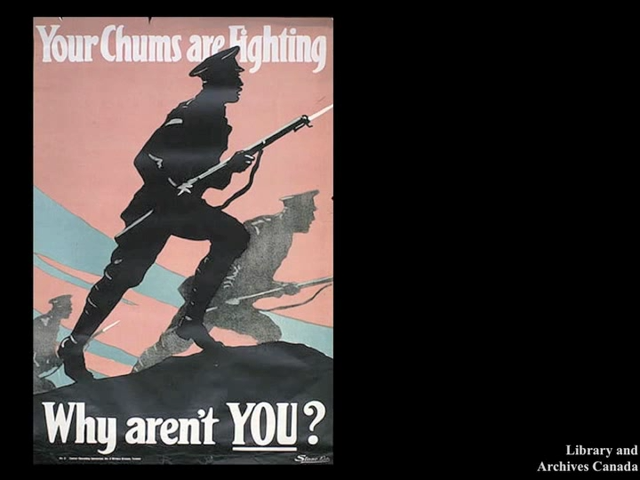 Your Chums are Fighting
Why aren't YOU?
Library and
Archives Canada